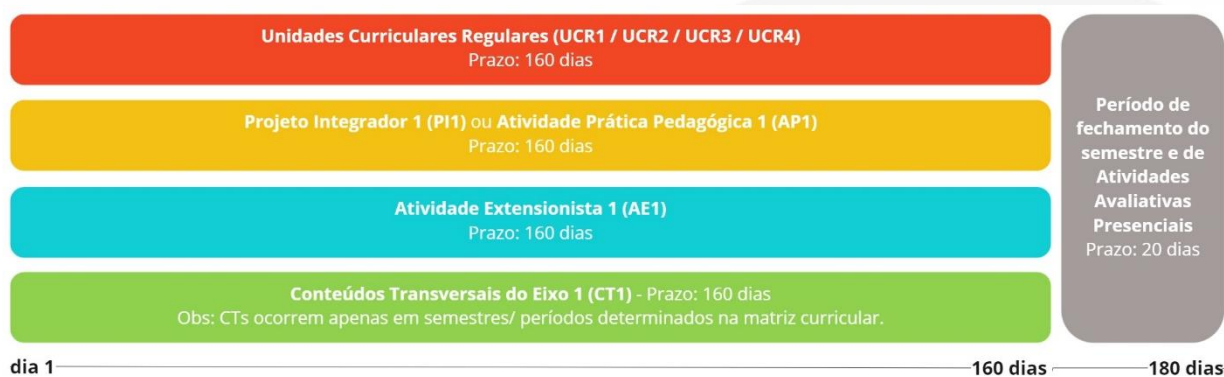 Unidades Curriculares Regulares (UCR1 / UCR2 / UCR3 / UCR4)
Prazo: 160 dias
Projeto Integrador 1 (PI1) ou Atividade Prática Pedagógica 1 (AP1)
Prazo: 160 dias
Atividade Extensionista 1 (AE1)
Prazo: 160 dias
Conteúdos Transversais do Eixo 1 (CT1) - Prazo: 160 dias
Obs: CTs ocorrem apenas em semestres/ períodos determinados na matriz curricular.
Período de
fechamento do
semestre e de
Atividades
Avaliativas
Presenciais
Prazo: 20 dias
dia 1
160 dias
180 dias